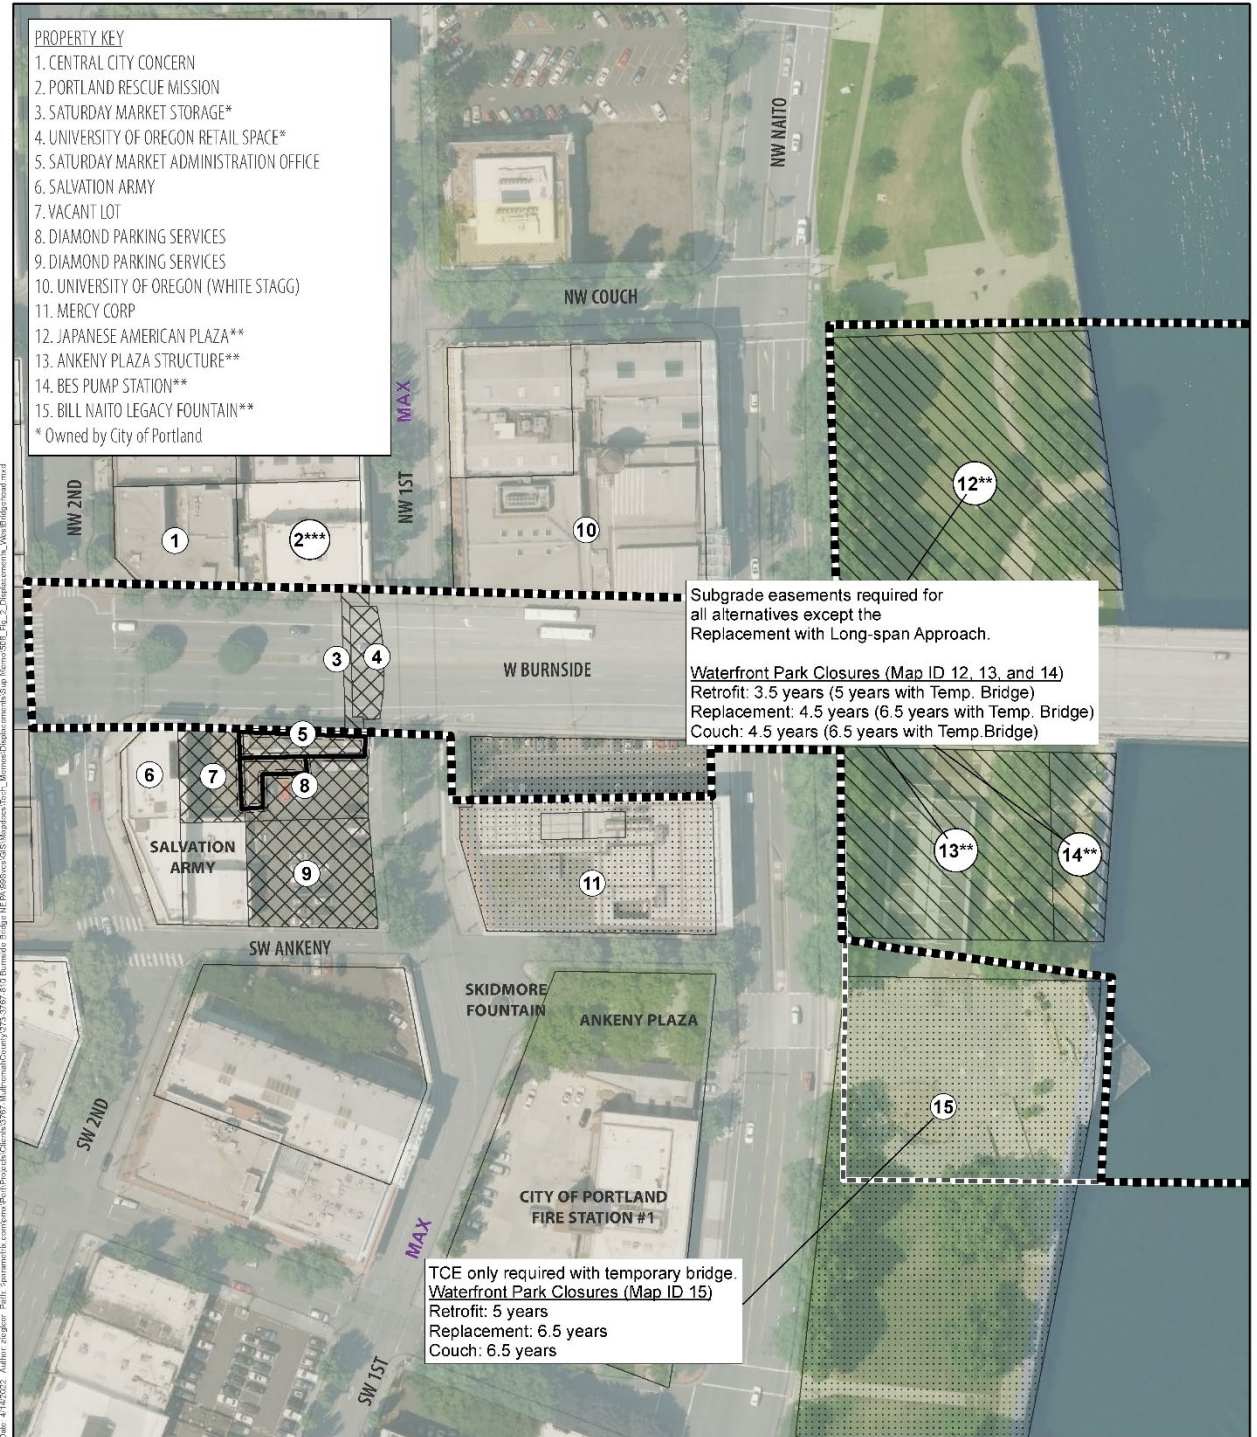 PROPERTY KEY
1. CENTRAL CITY CONCERN
2. PORTLAND RESCUE MISSION
3. SATURDAY MARKET STORAGE*
4. UNIVERSITY OF OREGON RETAIL SPACE*
5. SATURDAY MARKET ADMINISTRATION OFFICE
6. SALVATION ARMY
7. VACANT LOT
8. DIAMOND PARKING SERVICES
9. DIAMOND PARKING SERVICES
10. UNIVERSITY OF OREGON (WHITE STAGG)
11. MERCY CORP
12. JAPANESE AMERICAN PLAZA**
13. ANKENY PLAZA STRUCTURE**
14. BES PUMP STATION**
15. BILL NAITO LEGACY FOUNTAIN**
* Owned by City of Portland
NW NAITO
NW COUCH
MAX
NW 2ND
NW 1ST
1
2***
10
12**
3
4
W BURNSIDE
Subgrade easements required for
all alternatives except the
Replacement with Long-span Approach.
Waterfront Park Closures (Map ID 12, 13, and 14)
Retrofit: 3.5 years (5 years with Temp. Bridge)
Replacement: 4.5 years (6.5 years with Temp. Bridge)
Couch: 4.5 years (6.5 years with Temp.Bridge)
5
6
7
8
SALVATION
ARMY
9
11
13**
14**
SW ANKENY
SKIDMORE
FOUNTAIN
ANKENY PLAZA
15
SW 2ND
CITY OF PORTLAND
FIRE STATION #1
MAX
TCE only required with temporary bridge.
Waterfront Park Closures (Map ID 15)
Retrofit: 5 years
Replacement: 6.5 years
Couch: 6.5 years
SW 1ST